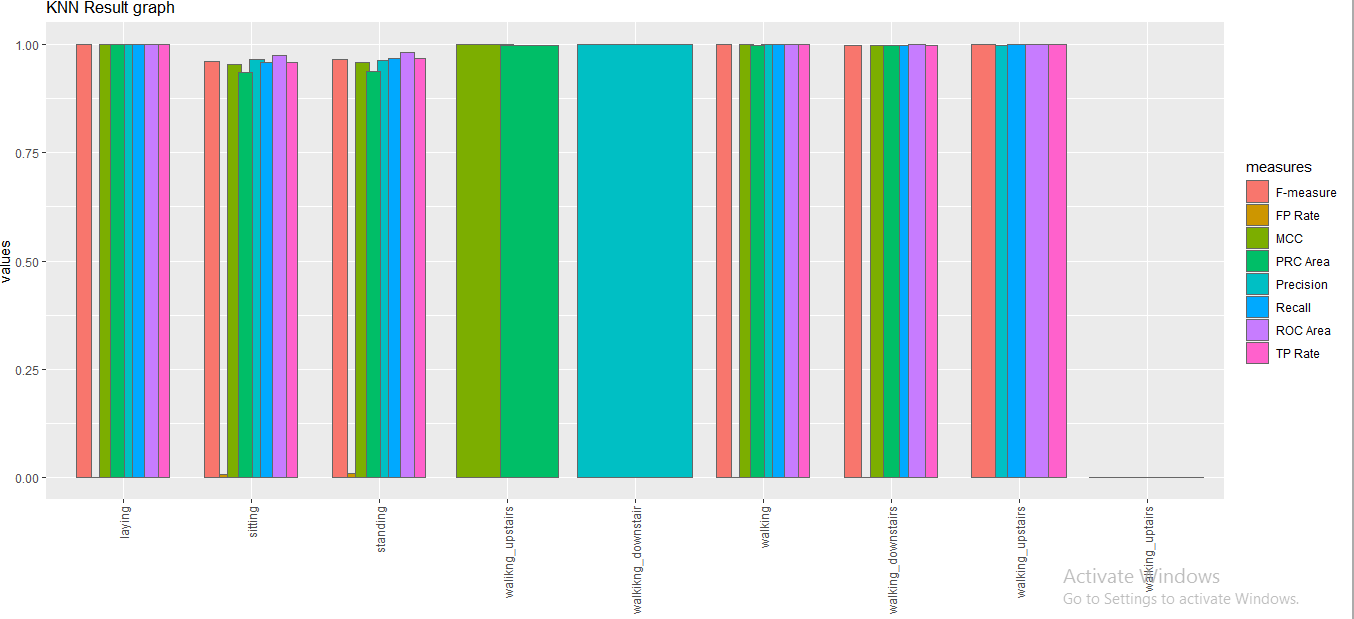 KNN Result graph
1.00
0.75
0.50
0.25
0.00
values
laying
sitting
standing
walikng_upstairs
walkikng_downstair
walking
walking_downstairs
walking_upstairs
walking_uptairs
measures
F-measure
FP Rate
MCC
PRC Area
Precision
Recall
ROC Area
TP Rate
Activate Windows
Go to Settings to activate Windows.